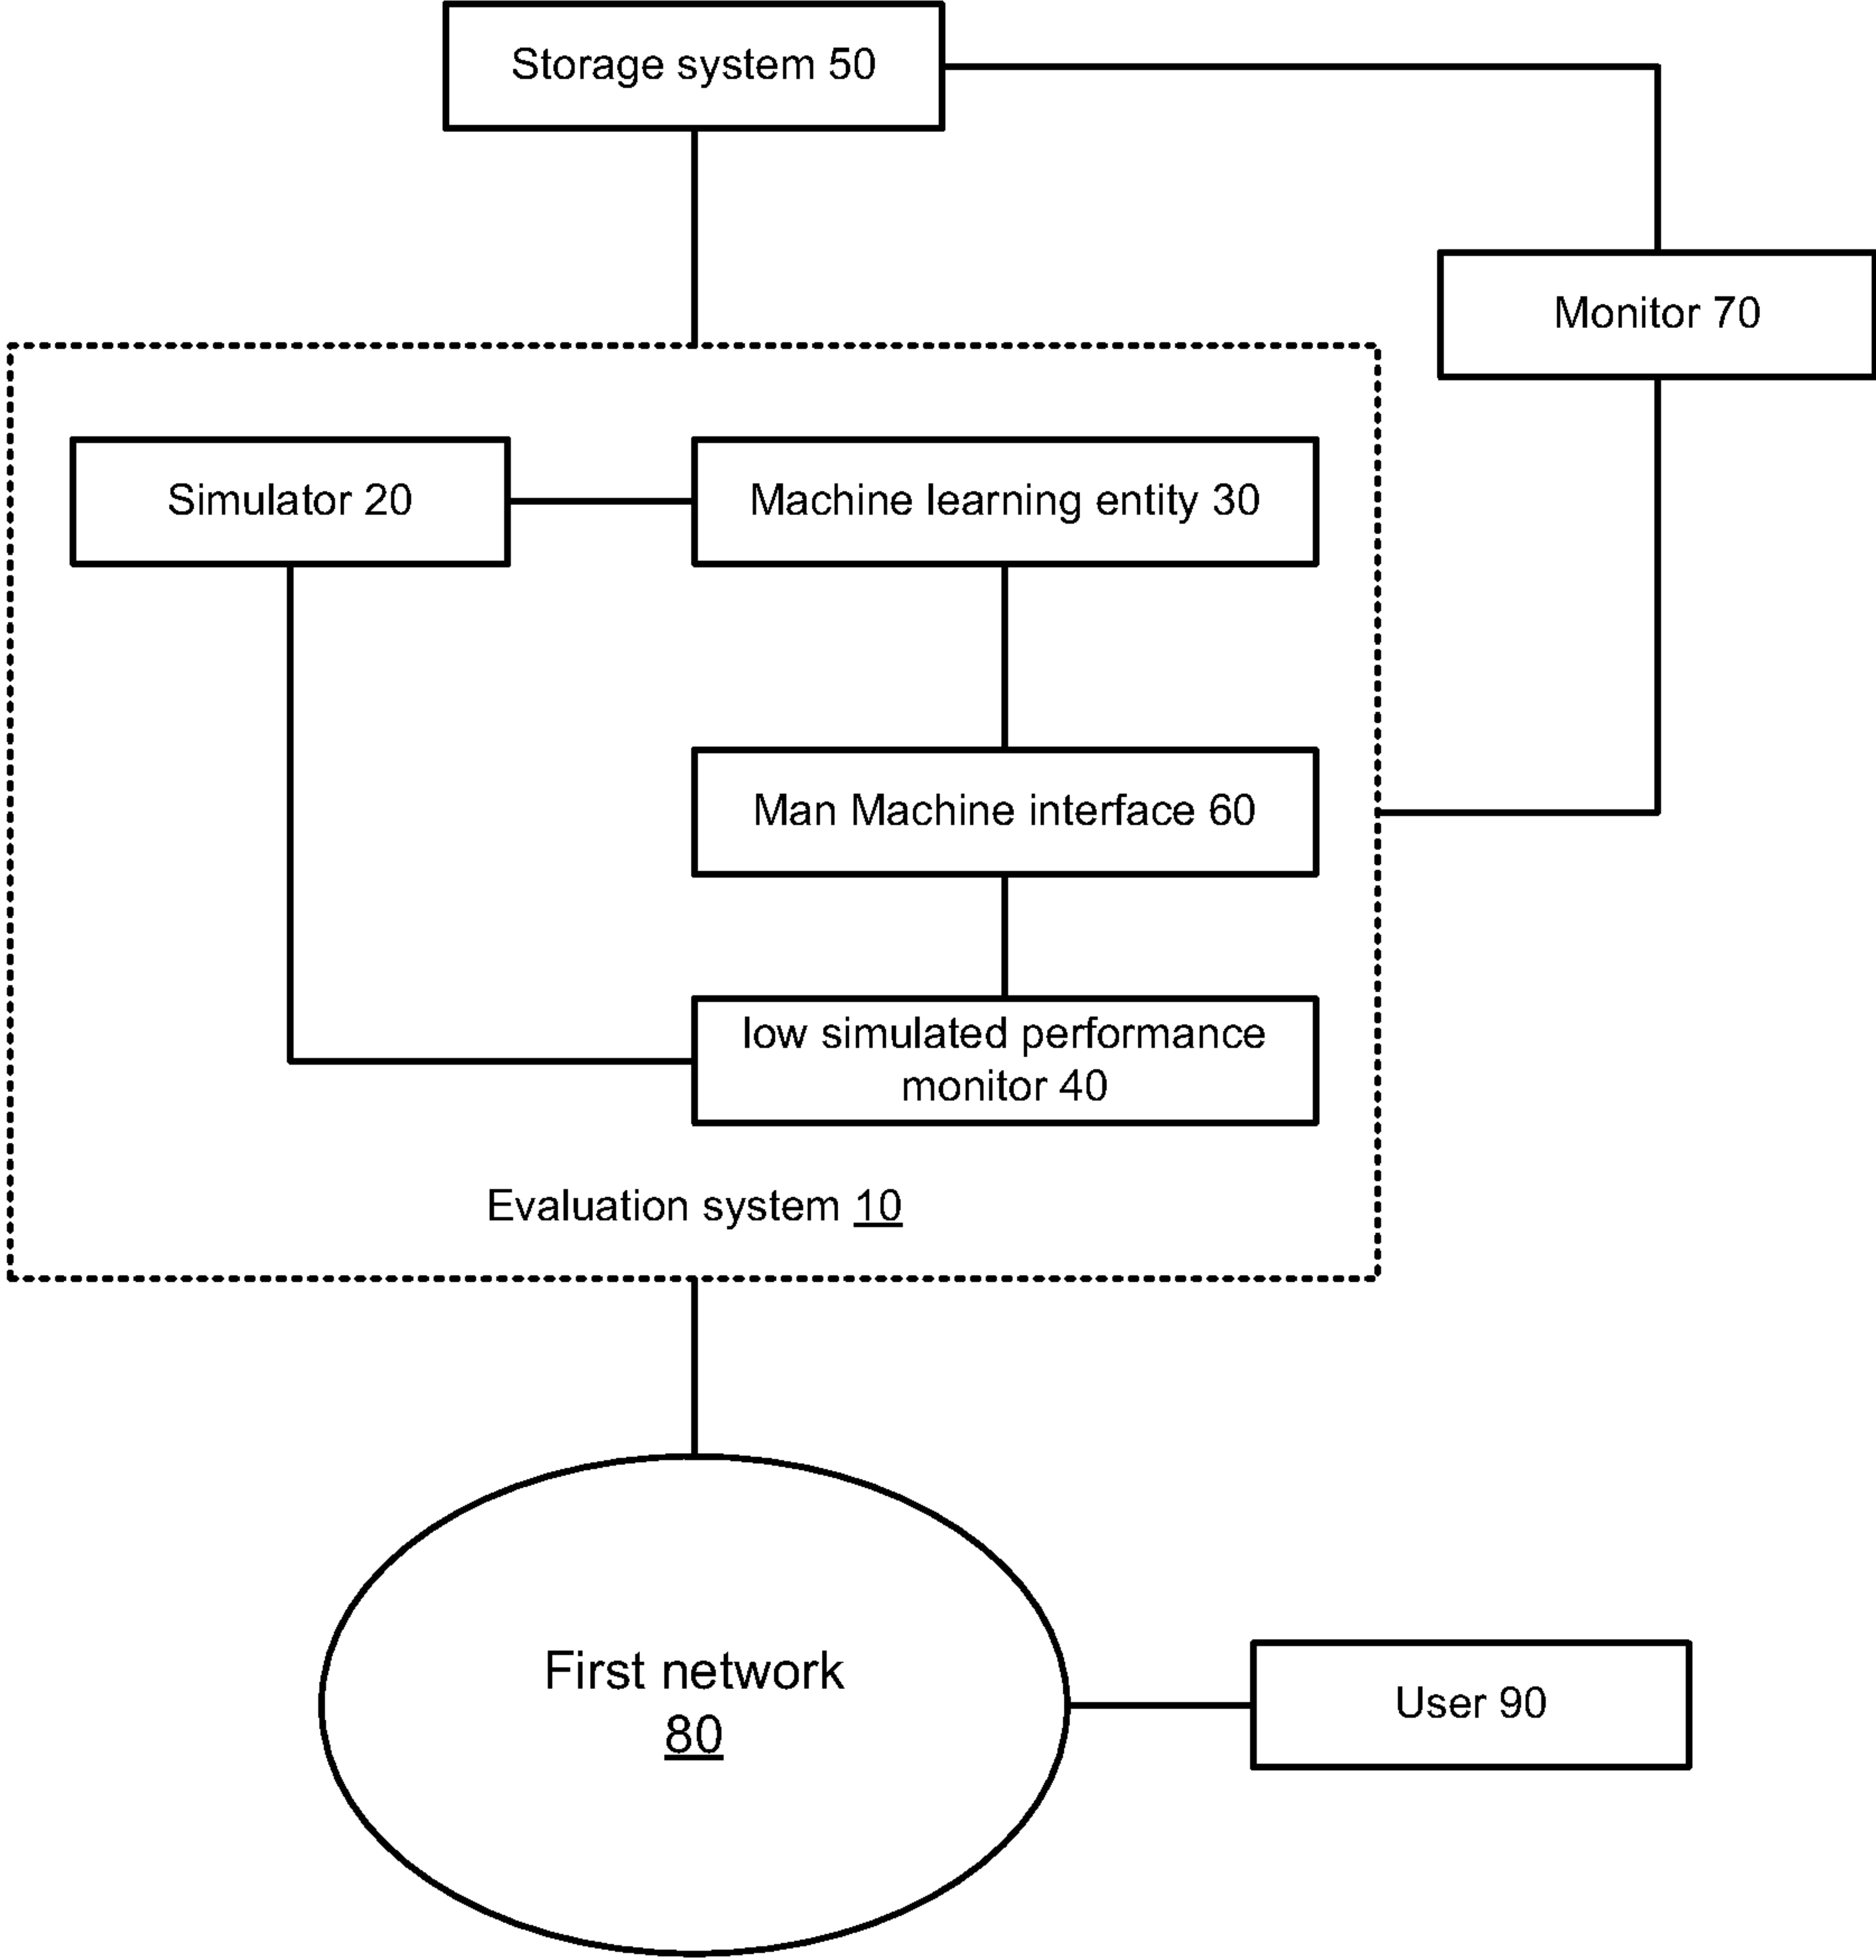 Storage system 50
Monitor 70
Simulator 20
Machine learning entity 30
Man Machine interface 60
low simulated performance
monitor 40
Evaluation system 10
First network
80
User 90